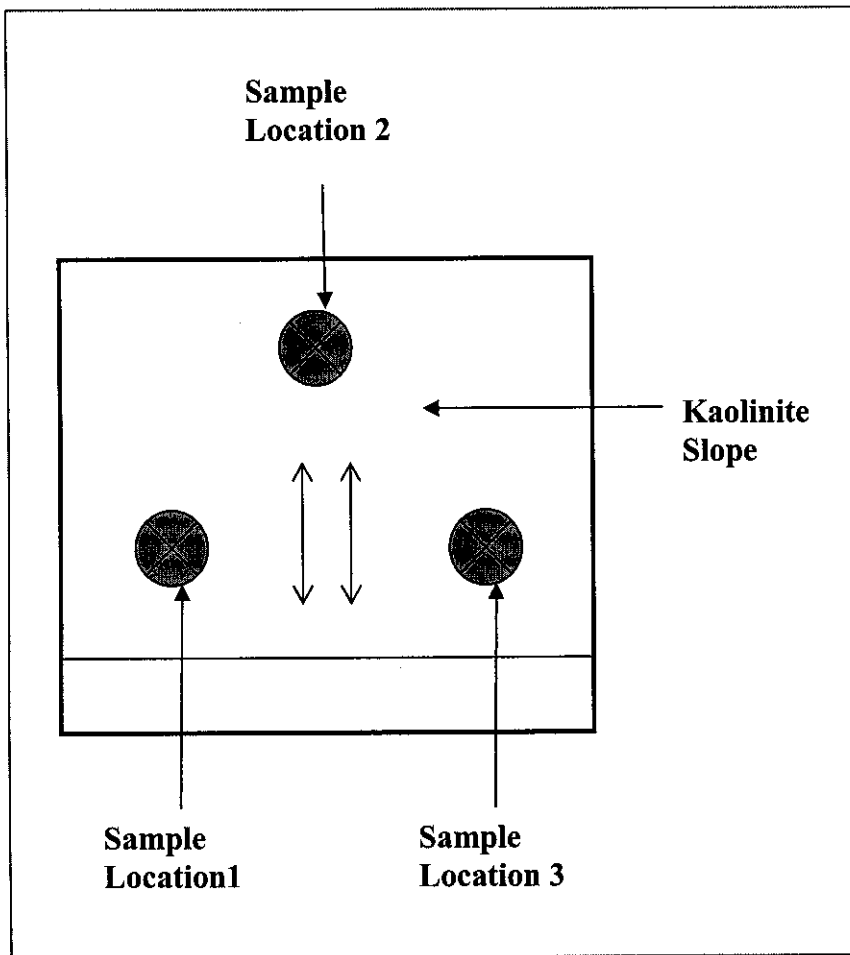 Sample
Location 2
Kaolinite
Slope
Sample
Location1
Sample
Location 3